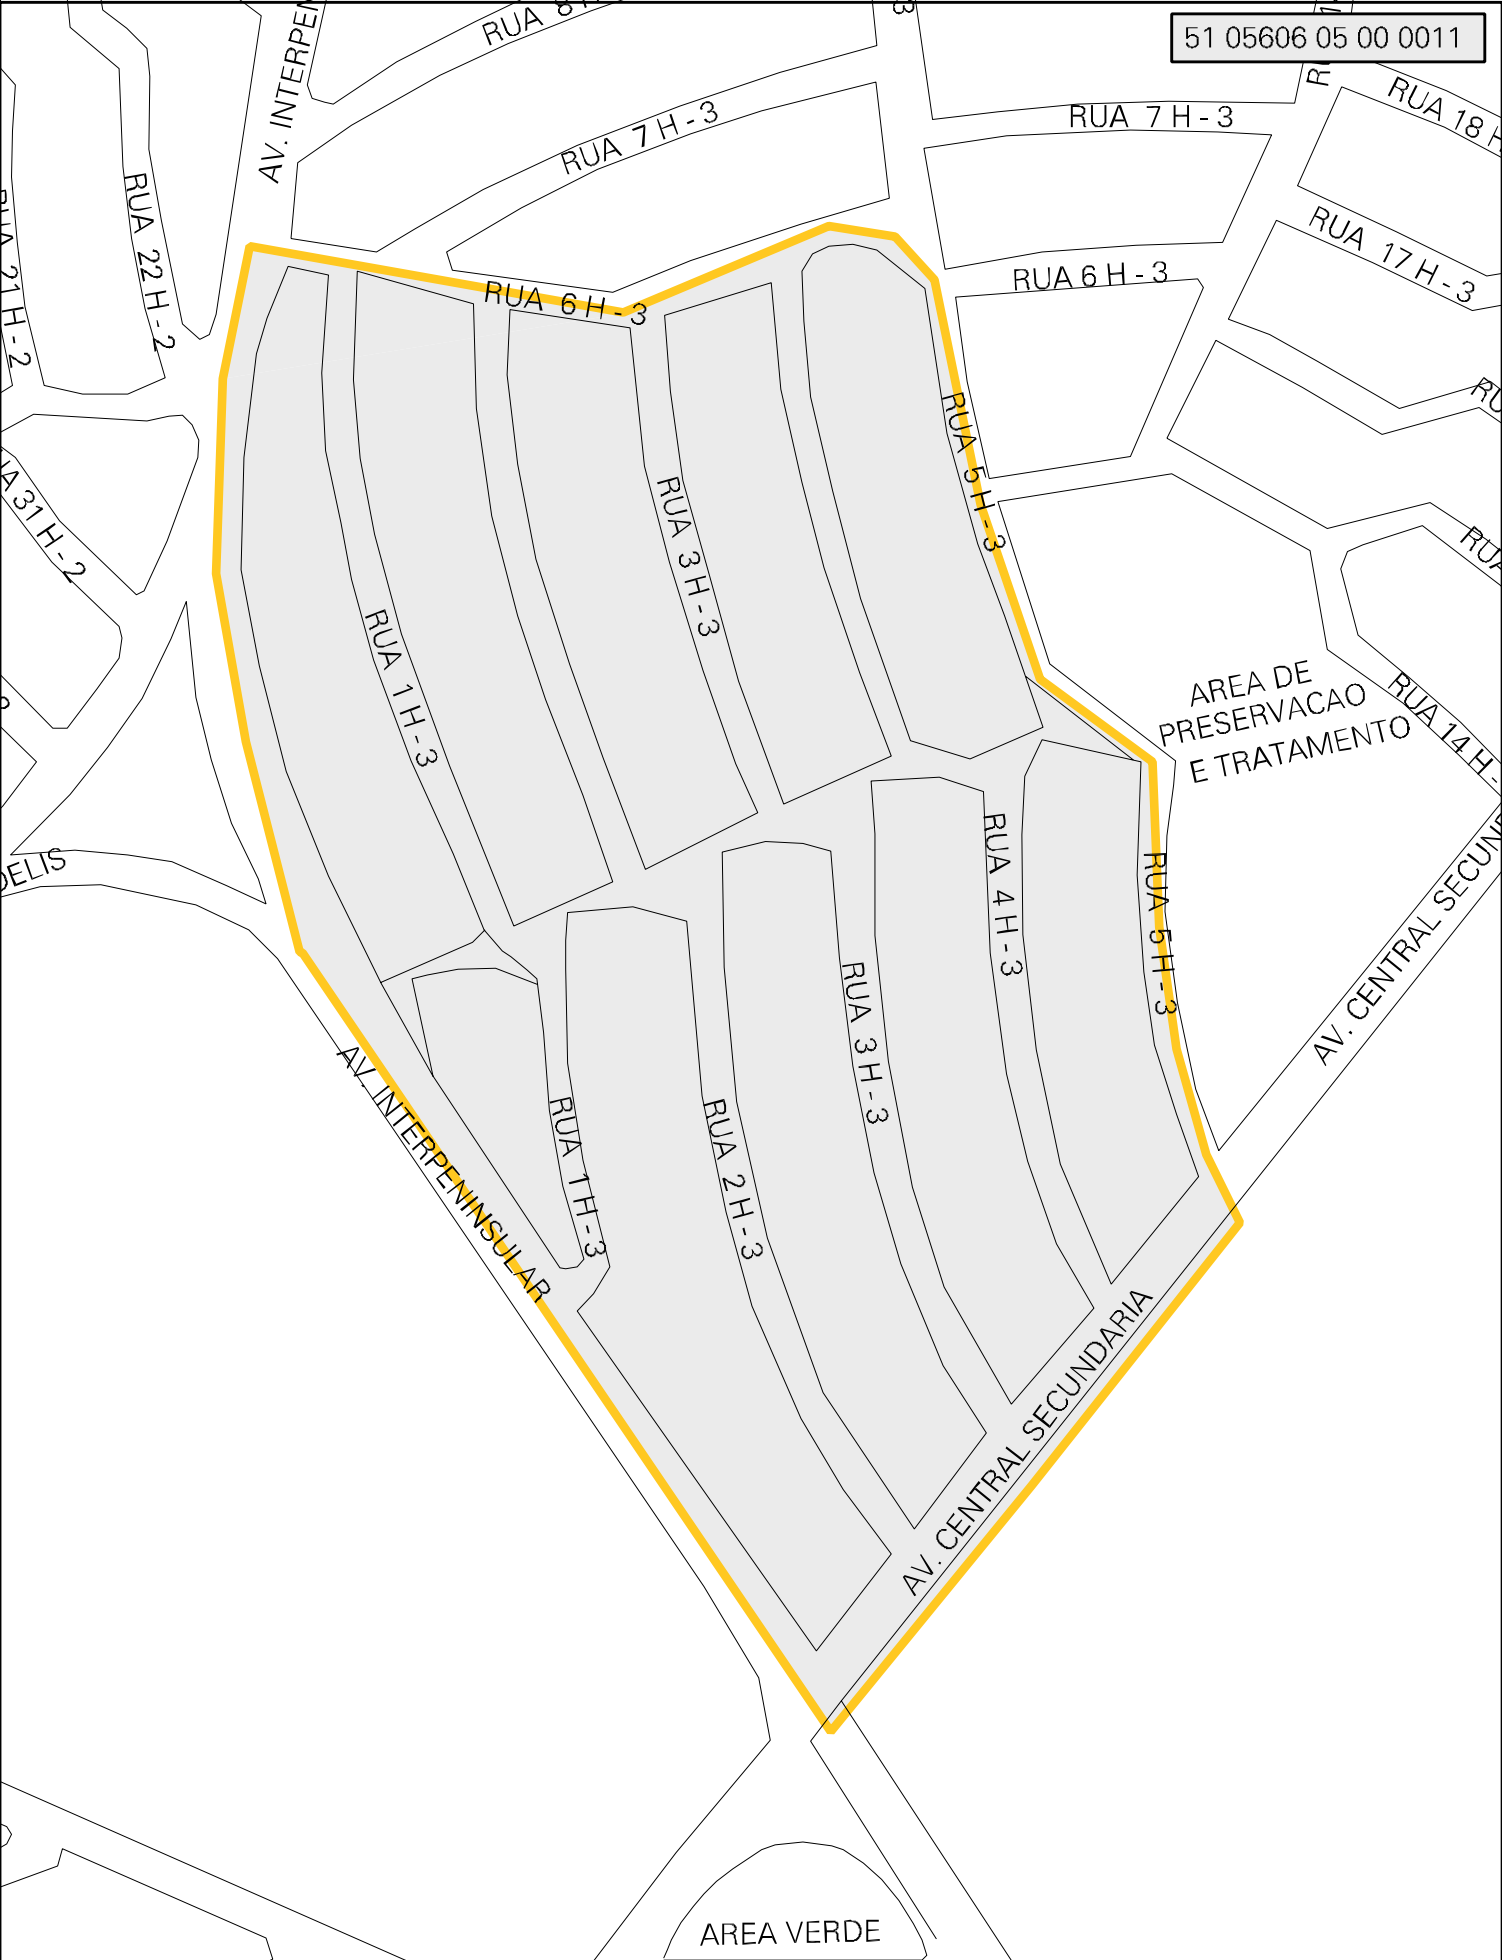 51 05606 05 00 0011
RUA 7 H - 3
RUA 7 H - 3
RUA 18 H
RUA 22 H - 2
RUA 21 H - 2
RUA 17 H - 3
RUA 6 H - 3
RUA 6 H - 3
RUA 5 H - 3
RUA 3 H - 3
31 H - 2
RUA 1 H - 3
AREA DE
PRESERVACAO
E TRATAMENTO
RUA
RUA 14 H -
DELIS
RUA 4 H - 3
RUA 5 H - 3
RUA 3 H - 3
AV. CENTRAL SECUN
AV. INTERPEN
AV. INTERPENINSULAR
RUA 1 H - 3
RUA 2 H - 3
AV. CENTRAL SECUNDARIA
AREA VERDE